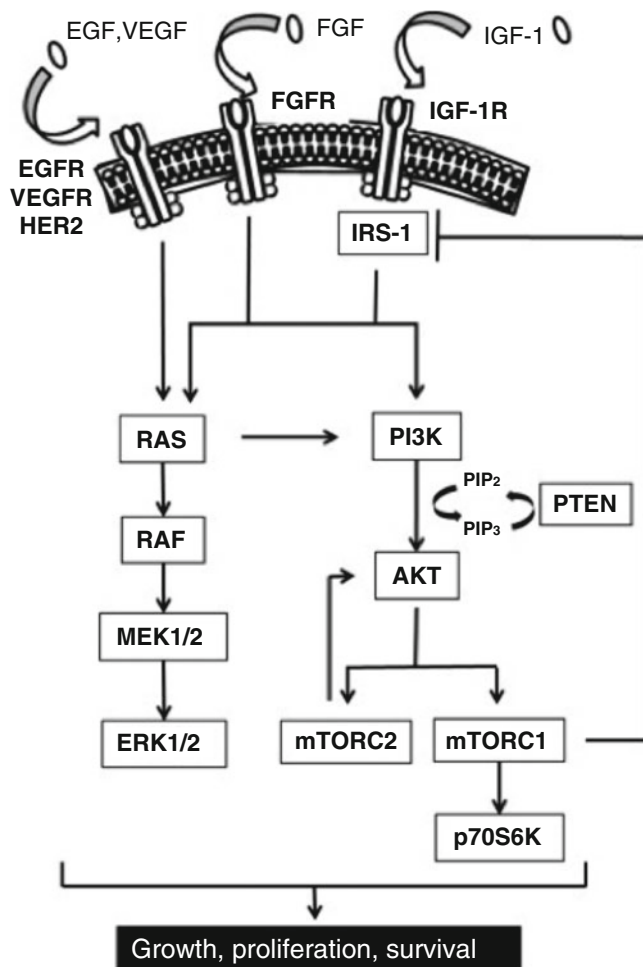 EGF,VEGF
FGF
IGF-1
FGFR
IGF-1R
EGFR
VEGFR
HER2
IRS-1
RAS
PI3K
PIP₂
PTEN
PIP₃
RAF
AKT
MEK1/2
ERK1/2
mTORC2
mTORC1
p70S6K
Growth, proliferation, survival